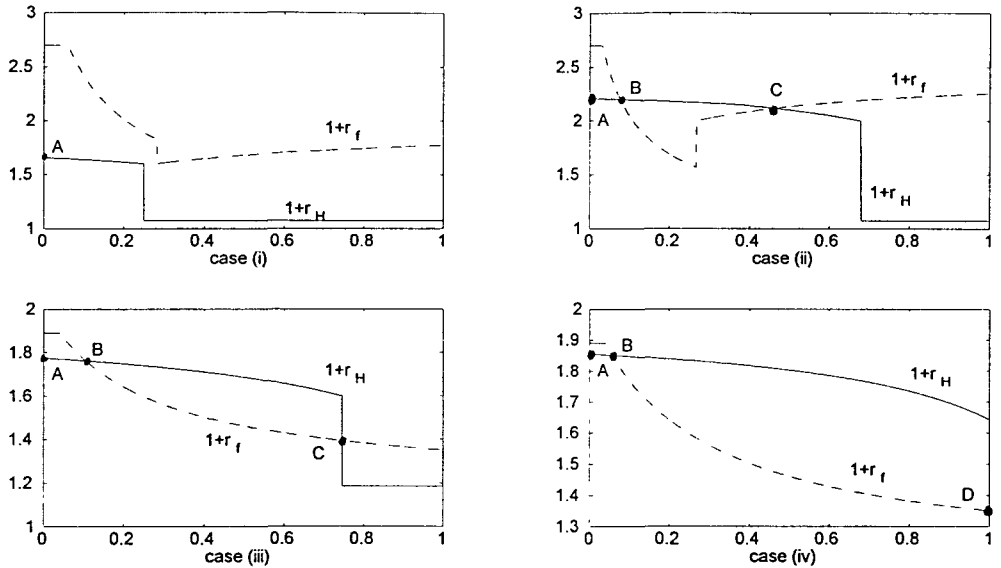 3
2.5
2
1.5
1
0 0.2 0.4 0.6 0.8 1
A
1+r f
1+r H
case (i)
3
2.5
2
1.5
1
0 0.2 0.4 0.6 0.8 1
A
B
C
1+r f
1+r H
case (ii)
2
1.8
1.6
1.4
1.2
1
0 0.2 0.4 0.6 0.8 1
A
B
1+r H
1+r f
C
case (iii)
2
1.9
1.8
1.7
1.6
1.5
1.4
1.3
0 0.2 0.4 0.6 0.8 1
A
B
1+r H
1+r f
D
case (iv)